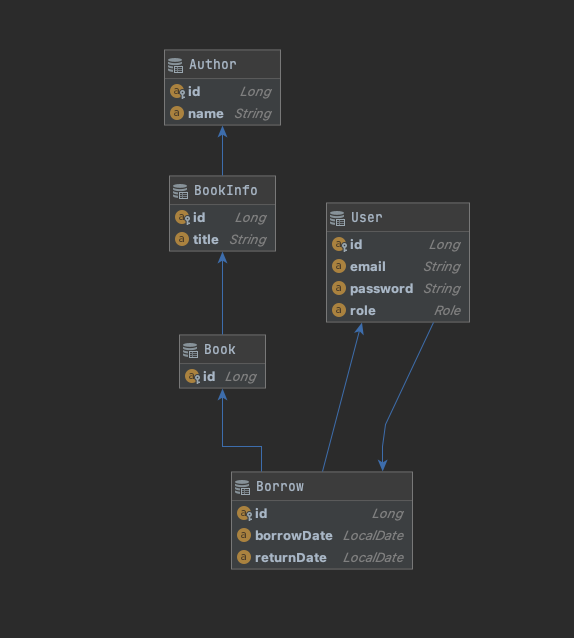 Author
id Long
name String
BookInfo
id Long
title String
User
id Long
email String
password String
role Role
Book
id Long
Borrow
id Long
borrowDate LocalDate
returnDate LocalDate